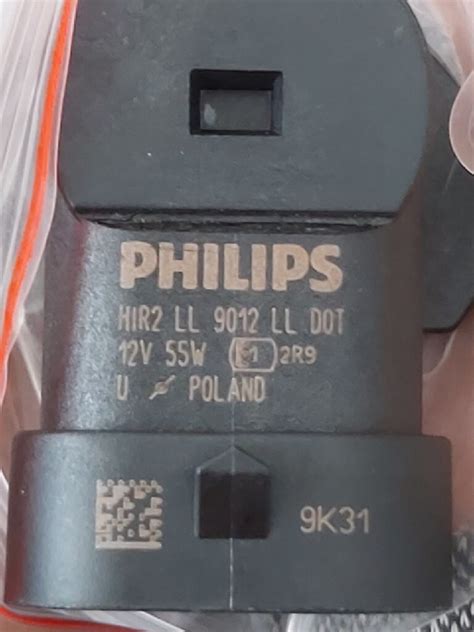 PHILIPS
HIR2 LL 9012 LL DOT
12V 55W E1 2R9
U POLAND
9K31